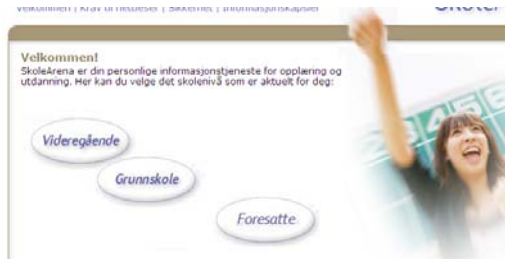 Velkommen | Krav til nettleser | Sikkerhet | Informasjonskapsler
Velkommen!
SkoleArena er din personlige informasjonstjeneste for opplæring og
utdanning. Her kan du velge det skolenivå som er aktuelt for deg:
Videregående
Grunnskole
Foresatte